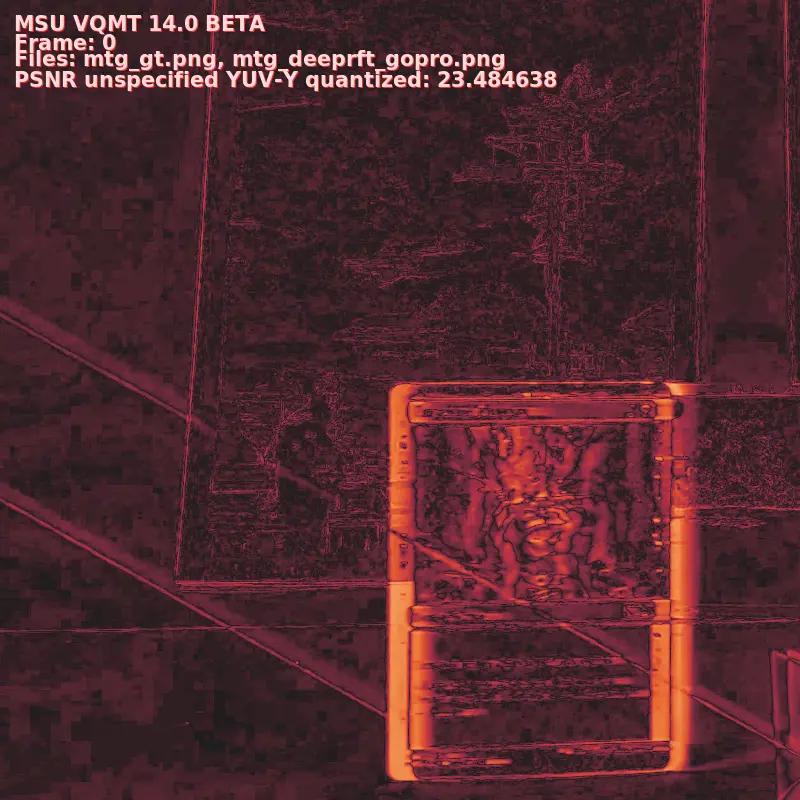 MSU VQMT 14.0 BETA
Frame: 0
Files: mtg_gt.png, mtg_deeprft_gopro.png
PSNR unspecified YUV-Y quantized: 23.484638